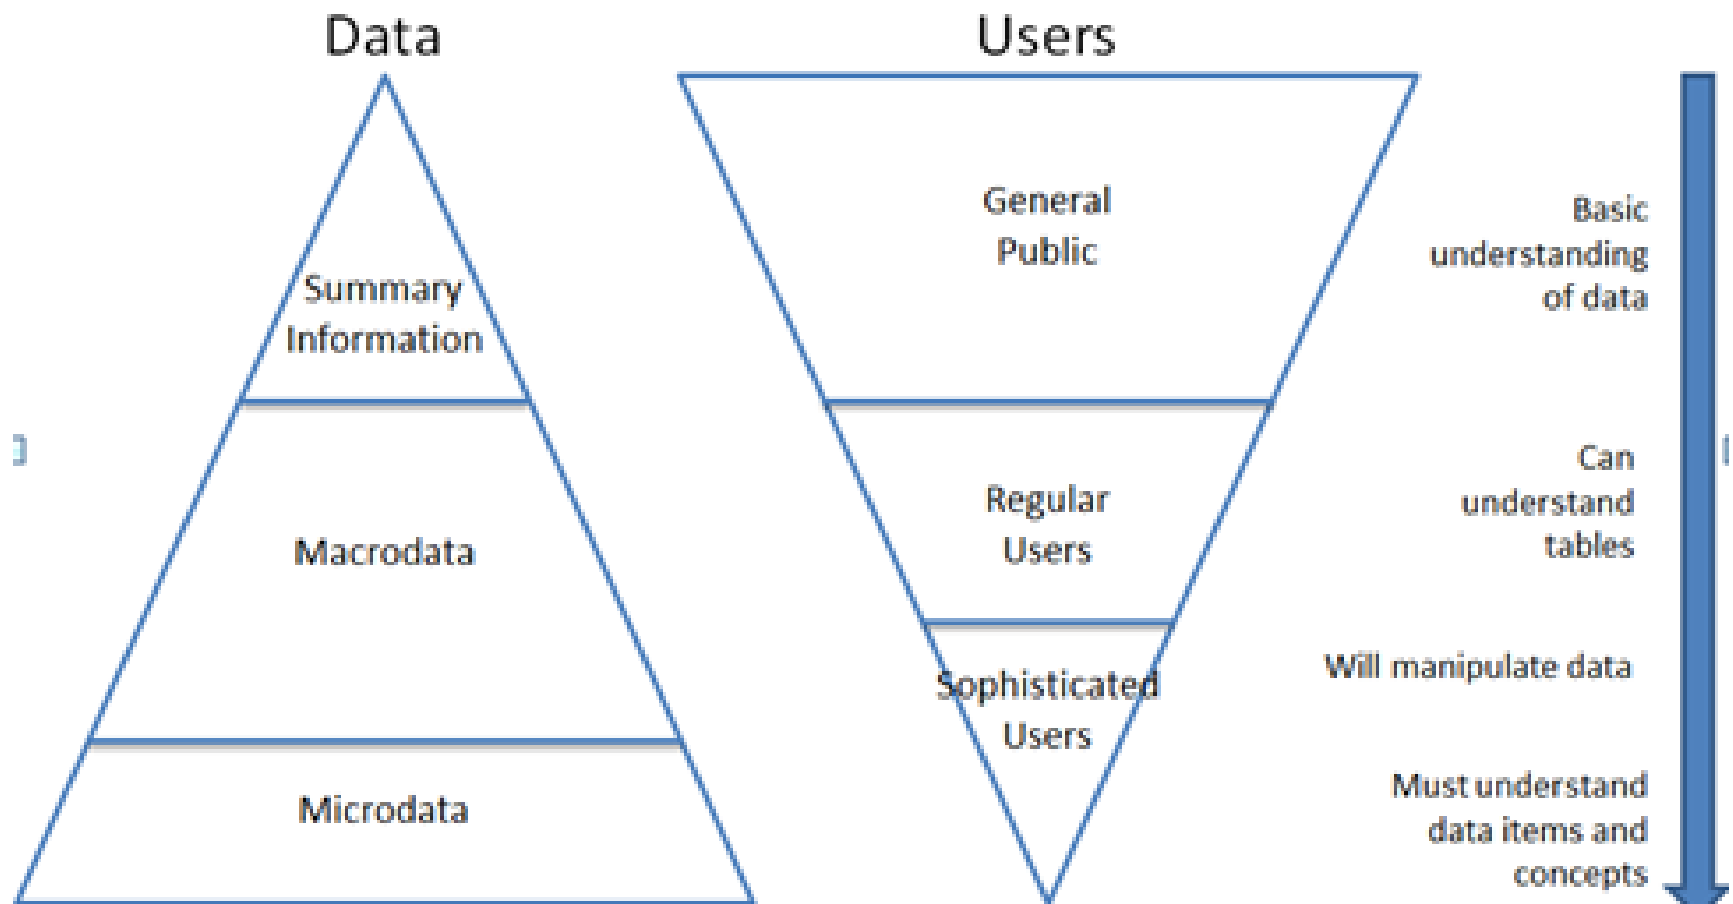 Data
Users
Summary
Information
Macrodata
Microdata
General
Public
Regular
Users
Sophisticated
Users
Basic
understanding
of data
Can
understand
tables
Will manipulate data
Must understand
data items and
concepts